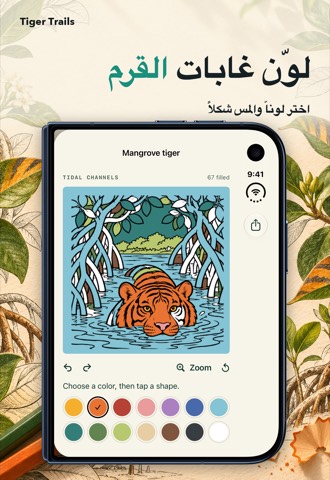 Tiger Trails
لوّن غابات القرم
اختر لوناً والمس شكلاً
Mangrove tiger
9:41
TIDAL CHANNELS 67 filled
Zoom
Choose a color, then tap a shape.